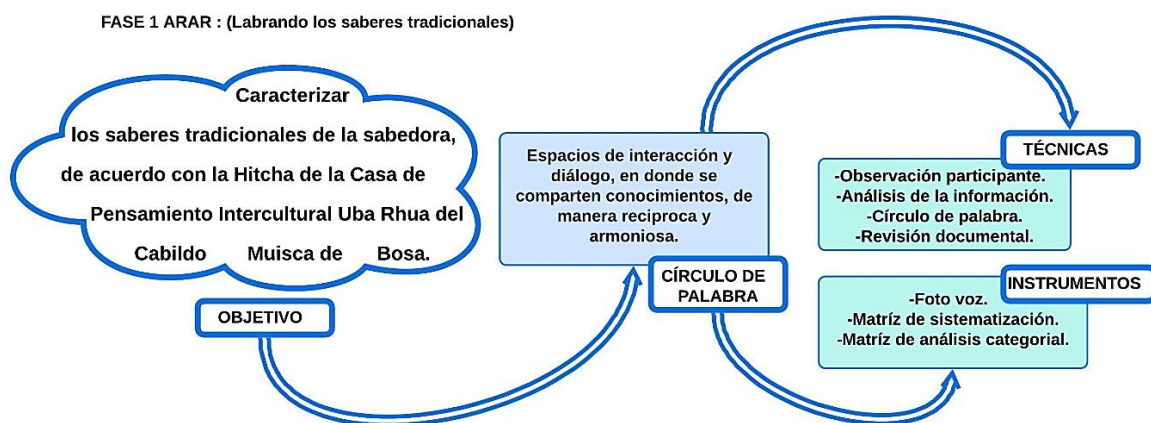 FASE 1 ARAR : (Labrando los saberes tradicionales)
Caracterizar
los saberes tradicionales de la sabedora,
de acuerdo con la Hitcha de la Casa de
Pensamiento Intercultural Uba Rhua del
Cabildo Muisca de Bosa.
OBJETIVO
Espacios de interacción y
diálogo, en donde se
comparten conocimientos, de
manera reciproca y
armoniosa.
CÍRCULO DE
PALABRA
TÉCNICAS
-Observación participante.
-Análisis de la información.
-Círculo de palabra.
-Revisión documental.
INSTRUMENTOS
-Foto voz.
-Matríz de sistematización.
-Matríz de análisis categorial.